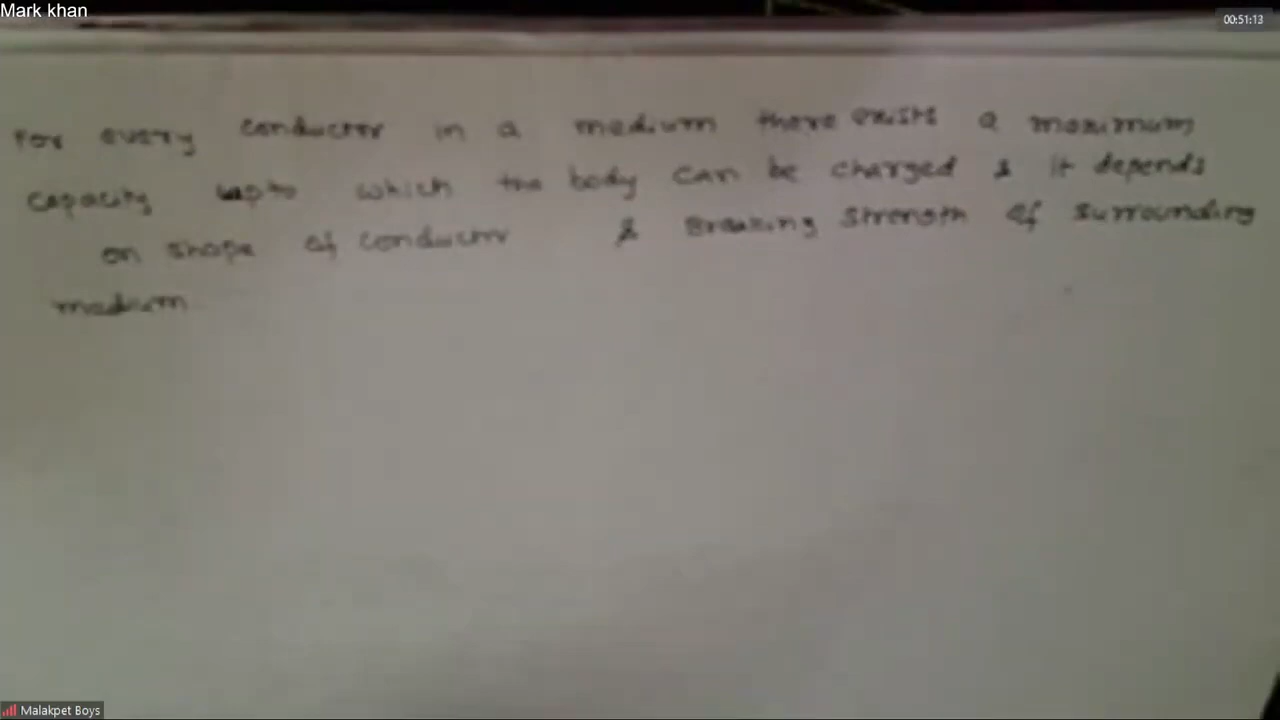 Mark khan
00:51:13
For every conductor in a medium there exists a maximum
capacity upto which the body can be charged & it depends
on shape of conductor & Breaking strength of surrounding
medium
Malakpet Boys